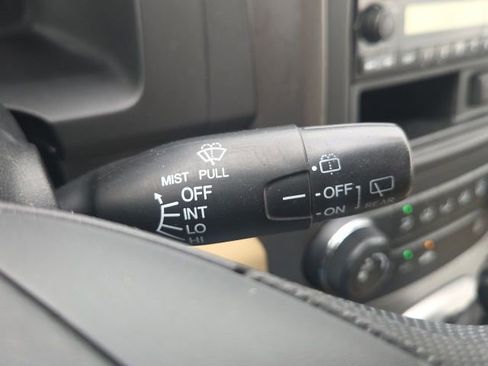 MIST PULL
OFF
INT
LO
HI
OFF
ON
REAR